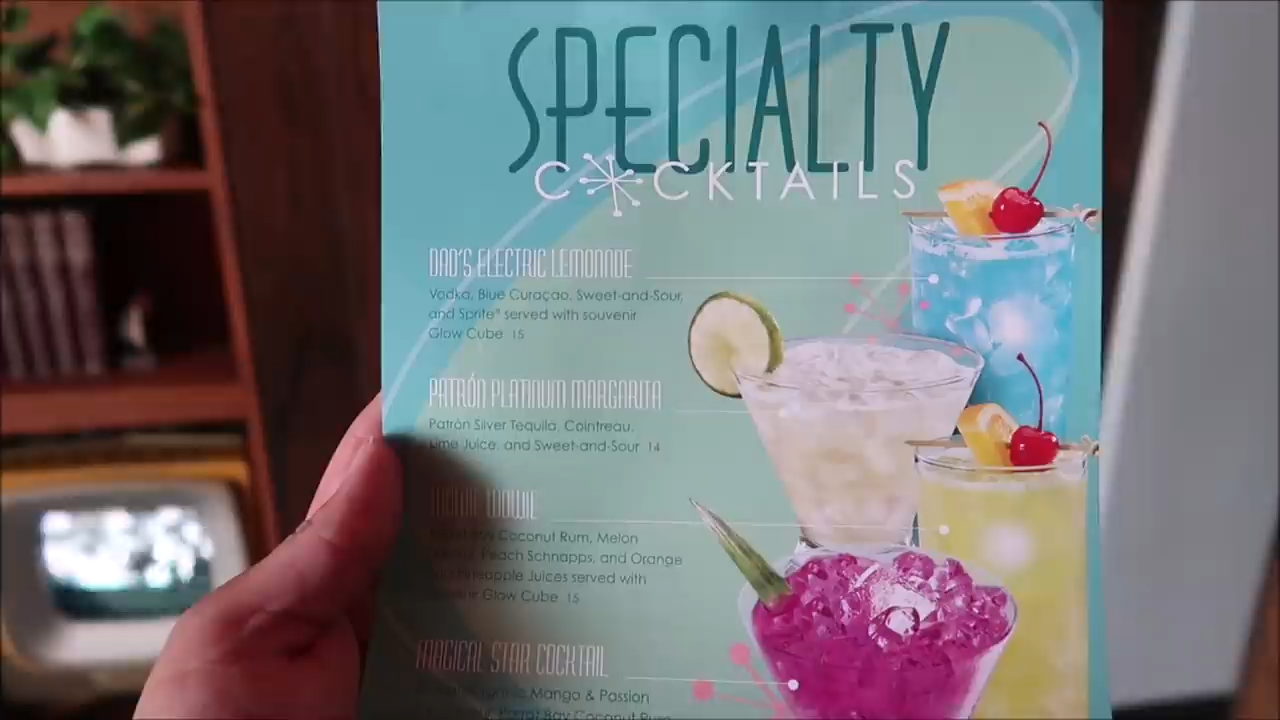 SPECIALTY
COCKTAILS
DAD'S ELECTRIC LEMONADE
Vodka, Blue Curaçao, Sweet-and-Sour,
and Sprite® served with souvenir
Glow Cube 15
PATRÓN PLATINUM MARGARITA
Patrón Silver Tequila, Cointreau,
Lime Juice, and Sweet-and-Sour 14
Coconut Rum, Melon
Peach Schnapps, and Orange
Pineapple Juices served with
Glow Cube 15
MAGICAL STAR COCKTAIL
Mango & Passion
Parrot Bay Coconut Rum